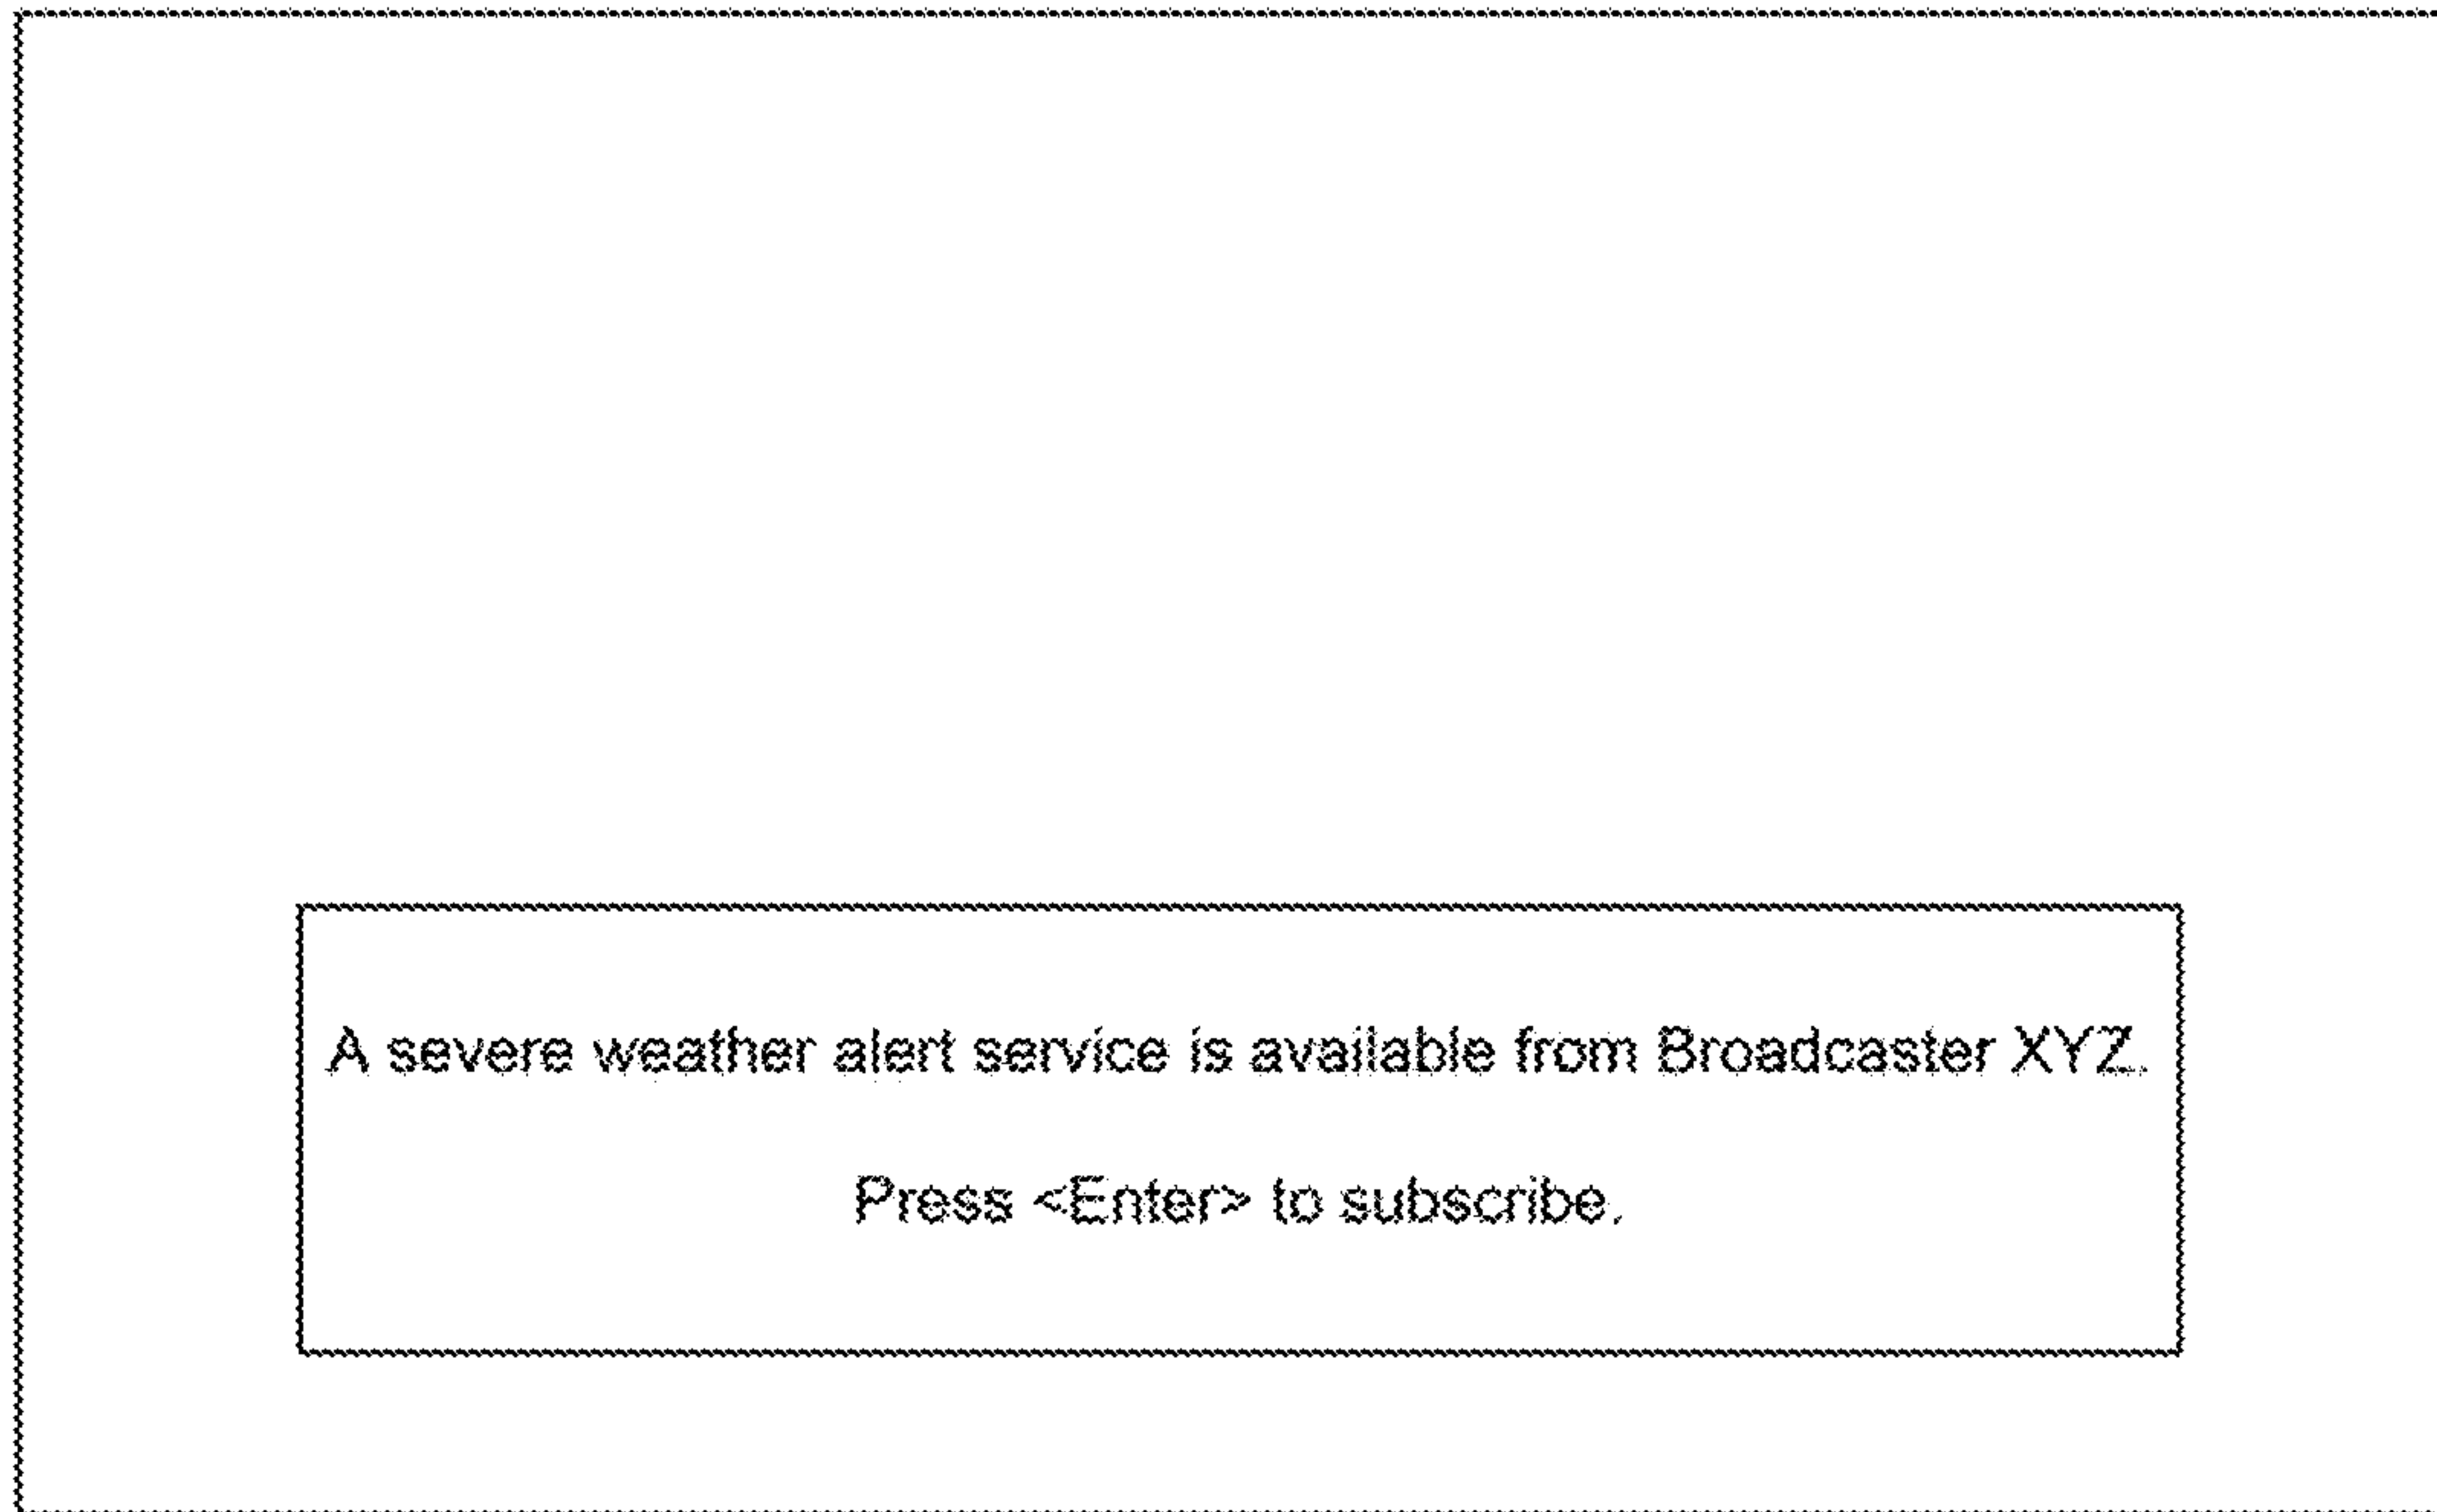 A severe weather alert service is available from Broadcaster XYZ.
Press <Enter> to subscribe.